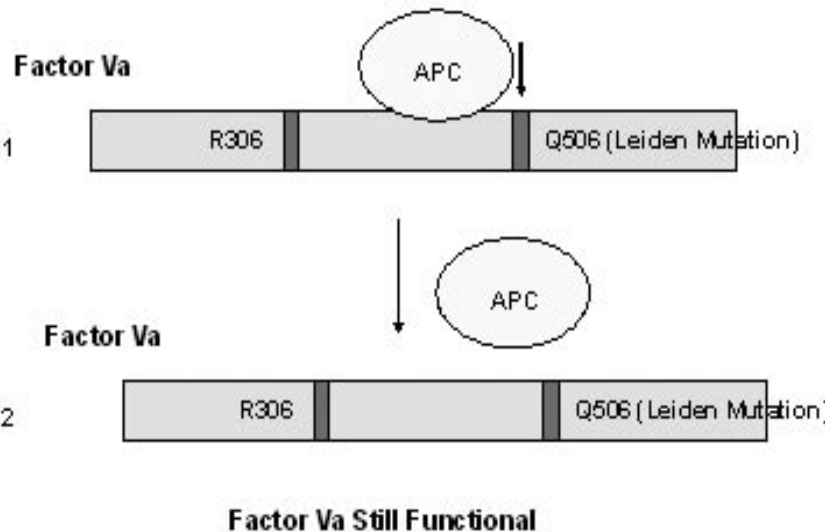 APC
Factor Va
1
R306
Q506 (Leiden Mutation)
APC
Factor Va
2
R306
Q506 (Leiden Mutation)
Factor Va Still Functional